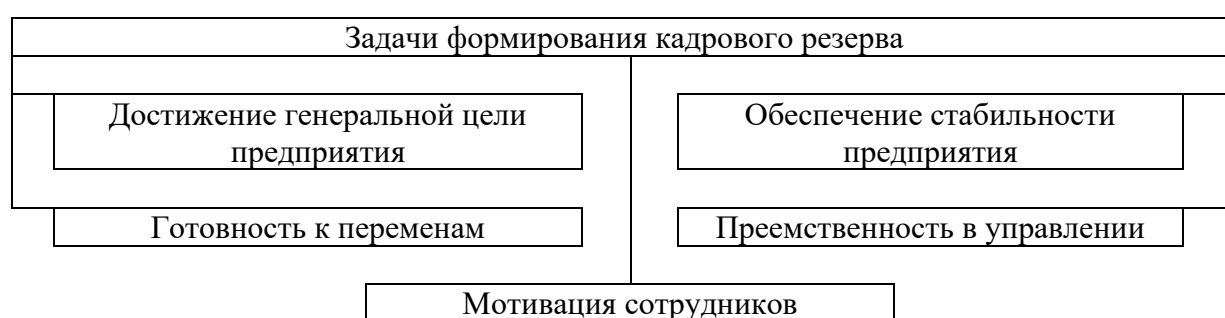 Задачи формирования кадрового резерва
Достижение генеральной цели
предприятия
Обеспечение стабильности
предприятия
Готовность к переменам
Преемственность в управлении
Мотивация сотрудников